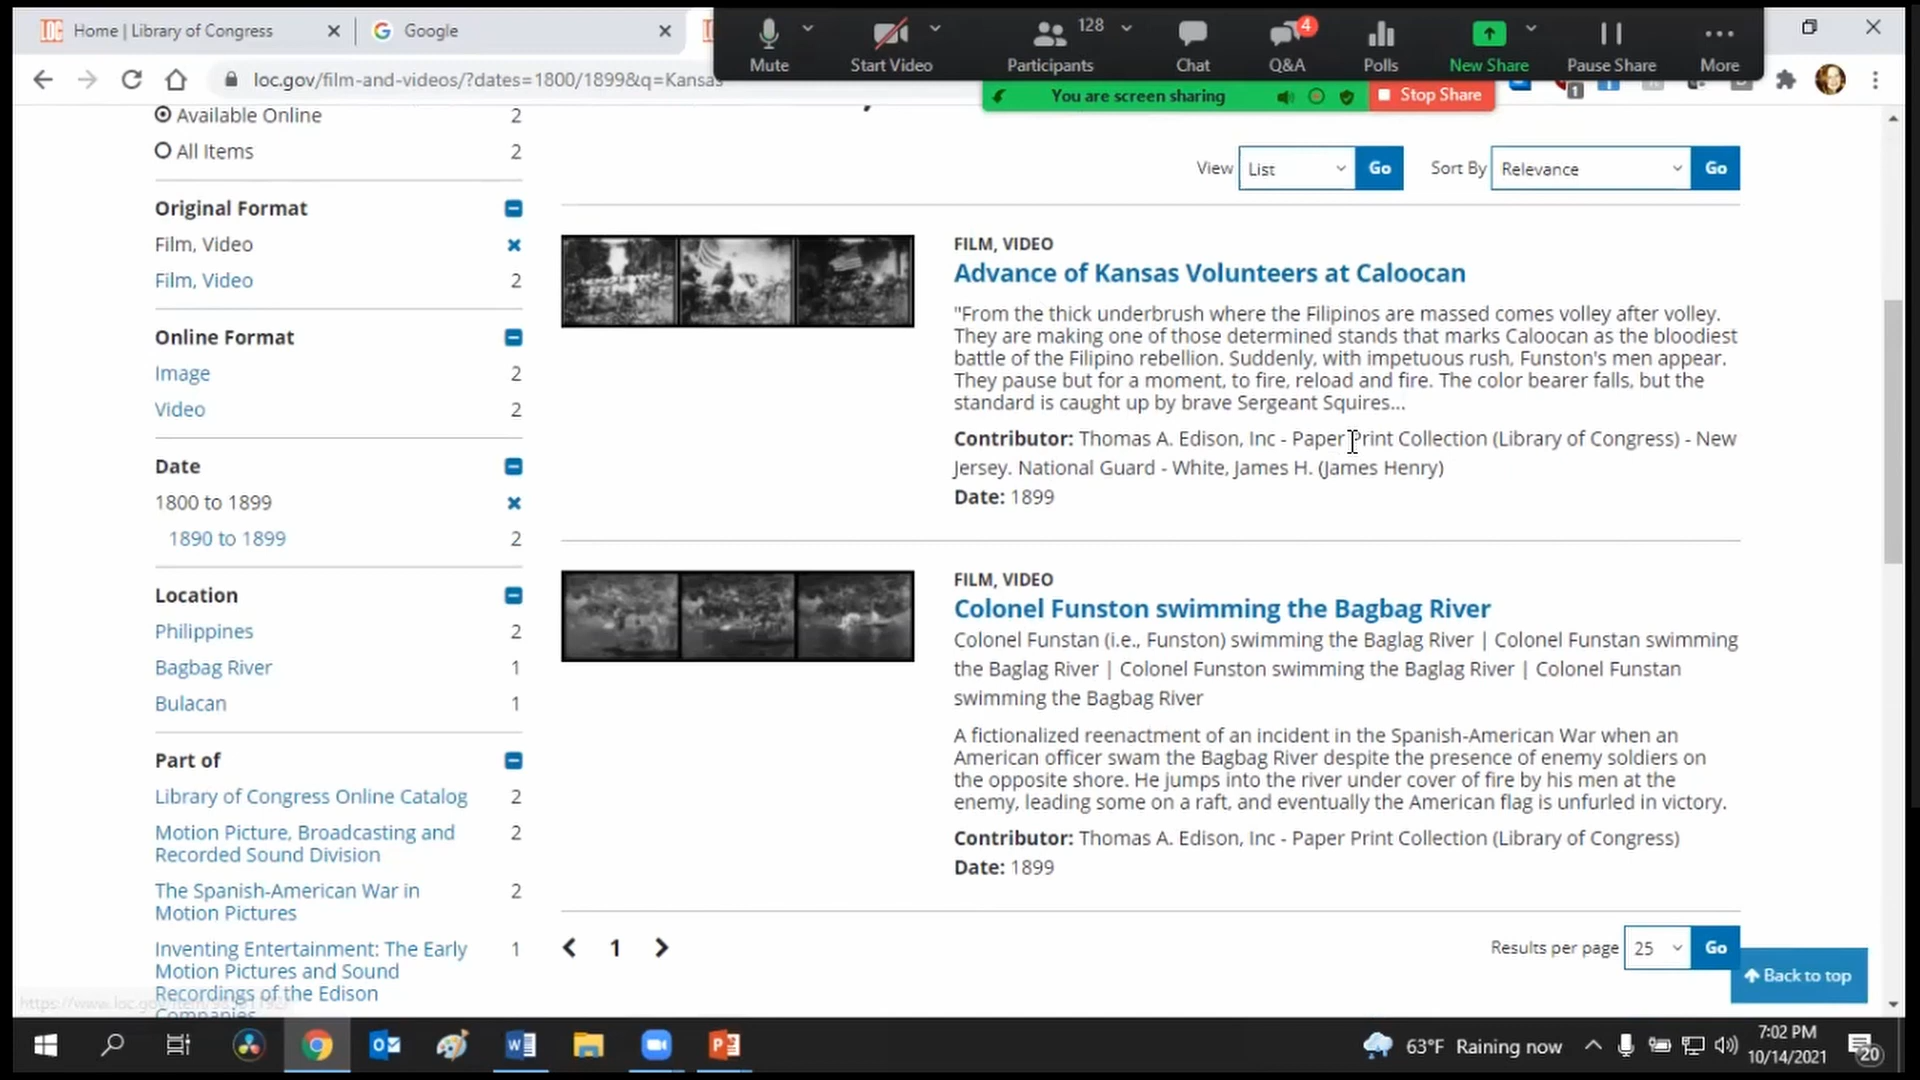 Home | Library of Congress
Google
Mute
Start Video
Participants
128
Chat
4
Q&A
Polls
New Share
Pause Share
More
loc.gov/film-and-videos/?dates=1800/1899&q=Kansas
You are screen sharing
Stop Share
1
Available Online 2
All Items 2
Original Format
Film, Video
Film, Video 2
Online Format
Image 2
Video 2
Date
1800 to 1899
1890 to 1899 2
Location
Philippines 2
Bagbag River 1
Bulacan 1
Part of
Library of Congress Online Catalog 2
Motion Picture, Broadcasting and 2
Recorded Sound Division
The Spanish-American War in 2
Motion Pictures
Inventing Entertainment: The Early 1
Motion Pictures and Sound
Recordings of the Edison
Companies
View List Go Sort By Relevance Go
FILM, VIDEO
Advance of Kansas Volunteers at Caloocan
"From the thick underbrush where the Filipinos are massed comes volley after volley.
They are making one of those determined stands that marks Caloocan as the bloodiest
battle of the Filipino rebellion. Suddenly, with impetuous rush, Funston's men appear.
They pause but for a moment, to fire, reload and fire. The color bearer falls, but the
standard is caught up by brave Sergeant Squires...
Contributor: Thomas A. Edison, Inc - Paper Print Collection (Library of Congress) - New
Jersey. National Guard - White, James H. (James Henry)
Date: 1899
FILM, VIDEO
Colonel Funston swimming the Bagbag River
Colonel Funstan (i.e., Funston) swimming the Baglag River | Colonel Funstan swimming
the Baglag River | Colonel Funston swimming the Baglag River | Colonel Funstan
swimming the Bagbag River
A fictionalized reenactment of an incident in the Spanish-American War when an
American officer swam the Bagbag River despite the presence of enemy soldiers on
the opposite shore. He jumps into the river under cover of fire by his men at the
enemy, leading some on a raft, and eventually the American flag is unfurled in victory.
Contributor: Thomas A. Edison, Inc - Paper Print Collection (Library of Congress)
Date: 1899
1
Results per page 25 Go
Back to top
63°F Raining now
7:02 PM
10/14/2021
20